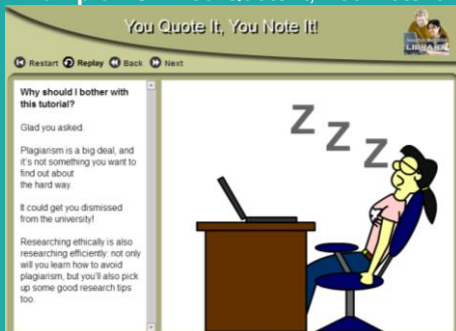 You Quote It, You Note It!
LIBRARY
Restart Replay Back Next
Why should I bother with
this tutorial?
Glad you asked.
Plagiarism is a big deal, and
it's not something you want to
find out about
the hard way.
It could get you dismissed
from the university!
Researching ethically is also
researching efficiently: not only
will you learn how to avoid
plagiarism, but you'll also pick
up some good research tips
too.
Z
Z
Z